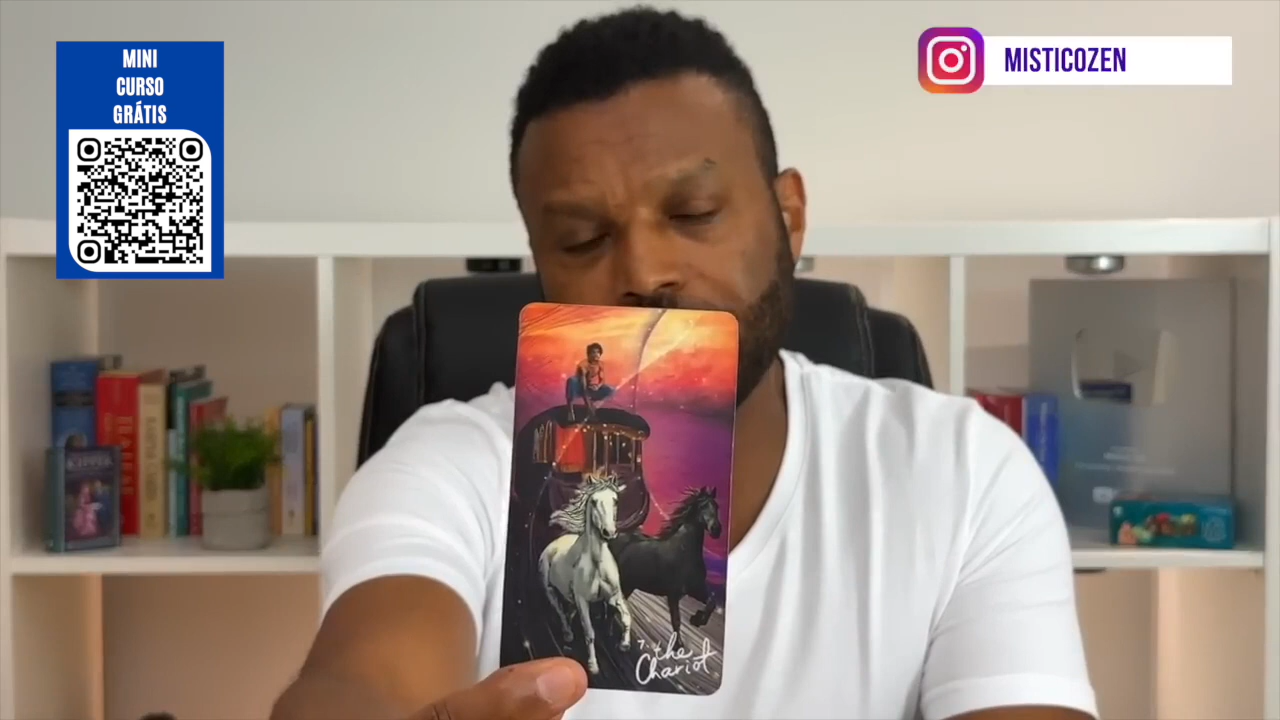 MINI
CURSO
GRÁTIS
MISTICOZEN
7. the
Chariot